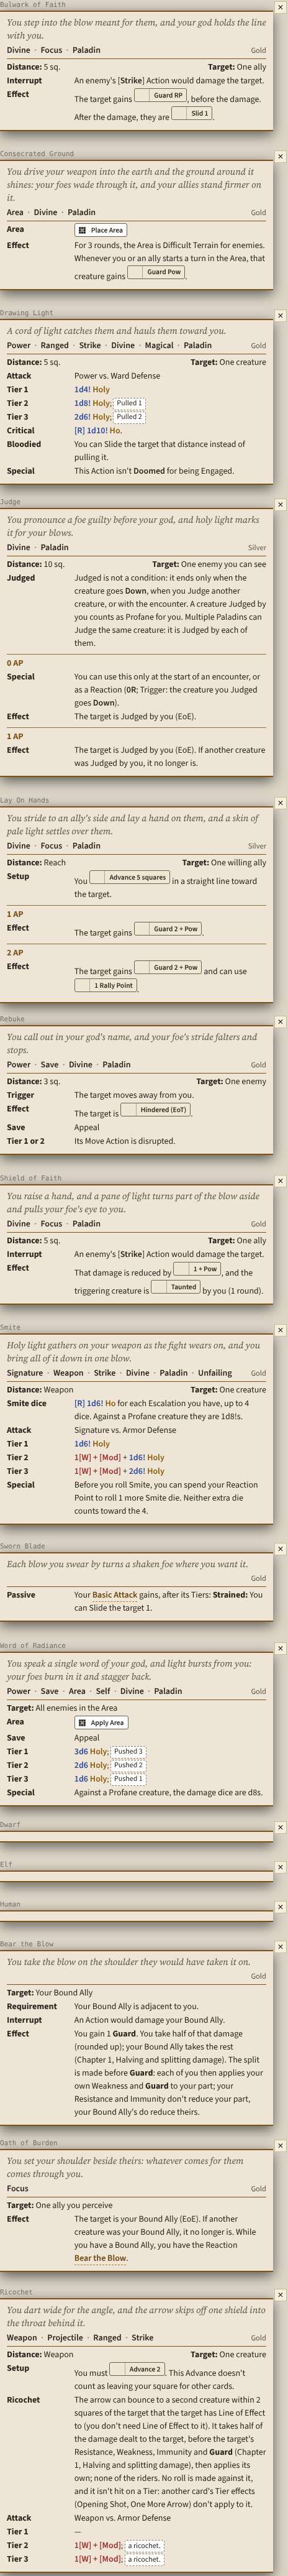 Bulwark of Faith
×
You step into the blow meant for them, and your god holds the line
with you.
Divine · Focus · Paladin Gold
Distance: 5 sq. Target: One ally
Interrupt An enemy's [Strike] Action would damage the target.
Effect The target gains Guard RP, before the damage.
After the damage, they are Slid 1.
Consecrated Ground
×
You drive your weapon into the earth and the ground around it
shines: your foes wade through it, and your allies stand firmer on
it.
Area · Divine · Paladin Gold
Area Place Area
Effect For 3 rounds, the Area is Difficult Terrain for enemies.
Whenever you or an ally starts a turn in the Area, that
creature gains Guard Pow.
Drawing Light
×
A cord of light catches them and hauls them toward you.
Power · Ranged · Strike · Divine · Magical · Paladin Gold
Distance: 5 sq. Target: One creature
Attack Power vs. Ward Defense
Tier 1 1d4! Holy
Tier 2 1d8! Holy; Pulled 1
Tier 3 2d6! Holy; Pulled 2
Critical [R] 1d10! Ho.
Bloodied You can Slide the target that distance instead of
pulling it.
Special This Action isn't Doomed for being Engaged.
Judge
×
You pronounce a foe guilty before your god, and holy light marks
it for your blows.
Divine · Paladin Silver
Distance: 10 sq. Target: One enemy you can see
Judged Judged is not a condition: it ends only when the
creature goes Down, when you Judge another
creature, or with the encounter. A creature Judged by
you counts as Profane for you. Multiple Paladins can
Judge the same creature: it is Judged by each of
them.
0 AP
Special You can use this only at the start of an encounter, or
as a Reaction (0R; Trigger: the creature you Judged
goes Down).
Effect The target is Judged by you (EoE).
1 AP
Effect The target is Judged by you (EoE). If another creature
was Judged by you, it no longer is.
Lay On Hands
×
You stride to an ally's side and lay a hand on them, and a skin of
pale light settles over them.
Divine · Focus · Paladin Silver
Distance: Reach Target: One willing ally
Setup You Advance 5 squares in a straight line toward
the target.
1 AP
Effect The target gains Guard 2 + Pow.
2 AP
Effect The target gains Guard 2 + Pow and can use
1 Rally Point.
Rebuke
×
You call out in your god's name, and your foe's stride falters and
stops.
Power · Save · Divine · Paladin Gold
Distance: 3 sq. Target: One enemy
Trigger The target moves away from you.
Effect The target is Hindered (EoT).
Save Appeal
Tier 1 or 2 Its Move Action is disrupted.
Shield of Faith
×
You raise a hand, and a pane of light turns part of the blow aside
and pulls your foe's eye to you.
Divine · Focus · Paladin Gold
Distance: 5 sq. Target: One ally
Interrupt An enemy's [Strike] Action would damage the target.
Effect That damage is reduced by 1 + Pow, and the
triggering creature is Taunted by you (1 round).
Smite
×
Holy light gathers on your weapon as the fight wears on, and you
bring all of it down in one blow.
Signature · Weapon · Strike · Divine · Paladin · Unfailing Gold
Distance: Weapon Target: One creature
Smite dice [R] 1d6! Ho for each Escalation you have, up to 4
dice. Against a Profane creature they are 1d8!s.
Attack Signature vs. Armor Defense
Tier 1 1d6! Holy
Tier 2 1[W] + [Mod] + 1d6! Holy
Tier 3 1[W] + [Mod] + 2d6! Holy
Special Before you roll Smite, you can spend your Reaction
Point to roll 1 more Smite die. Neither extra die
counts toward the 4.
Sworn Blade
×
Each blow you swear by turns a shaken foe where you want it.
Gold
Passive Your Basic Attack gains, after its Tiers: Strained: You
can Slide the target 1.
Word of Radiance
×
You speak a single word of your god, and light bursts from you:
your foes burn in it and stagger back.
Power · Save · Area · Self · Divine · Paladin Gold
Target: All enemies in the Area
Area Apply Area
Save Appeal
Tier 1 3d6 Holy; Pushed 3
Tier 2 2d6 Holy; Pushed 2
Tier 3 1d6 Holy; Pushed 1
Special Against a Profane creature, the damage dice are d8s.
Dwarf
×
Elf
×
Human
×
Bear the Blow
×
You take the blow on the shoulder they would have taken it on.
Gold
Target: Your Bound Ally
Requirement Your Bound Ally is adjacent to you.
Interrupt An Action would damage your Bound Ally.
Effect You gain 1 Guard. You take half of that damage
(rounded up); your Bound Ally takes the rest
(Chapter 1, Halving and splitting damage). The split
is made before Guard: each of you then applies your
own Weakness and Guard to your part; your
Resistance and Immunity don't reduce your part,
your Bound Ally's do reduce theirs.
Oath of Burden
×
You set your shoulder beside theirs: whatever comes for them
comes through you.
Focus Gold
Target: One ally you perceive
Effect The target is your Bound Ally (EoE). If another
creature was your Bound Ally, it no longer is. While
you have a Bound Ally, you have the Reaction
Bear the Blow.
Ricochet
×
You dart wide for the angle, and the arrow skips off one shield into
the throat behind it.
Weapon · Projectile · Ranged · Strike Gold
Distance: Weapon Target: One creature
Setup You must Advance 2. This Advance doesn't
count as leaving your square for other cards.
Ricochet The arrow can bounce to a second creature within 2
squares of the target that the target has Line of Effect
to (you don't need Line of Effect to it). It takes half of
the damage dealt to the target, before the target's
Resistance, Weakness, Immunity and Guard (Chapter
1, Halving and splitting damage), then applies its
own; none of the riders. No roll is made against it,
and it isn't hit on a Tier: another card's Tier effects
(Opening Shot, One More Arrow) don't apply to it.
Attack Weapon vs. Armor Defense
Tier 1 —
Tier 2 1[W] + [Mod]; a ricochet.
Tier 3 1[W] + [Mod]; a ricochet.